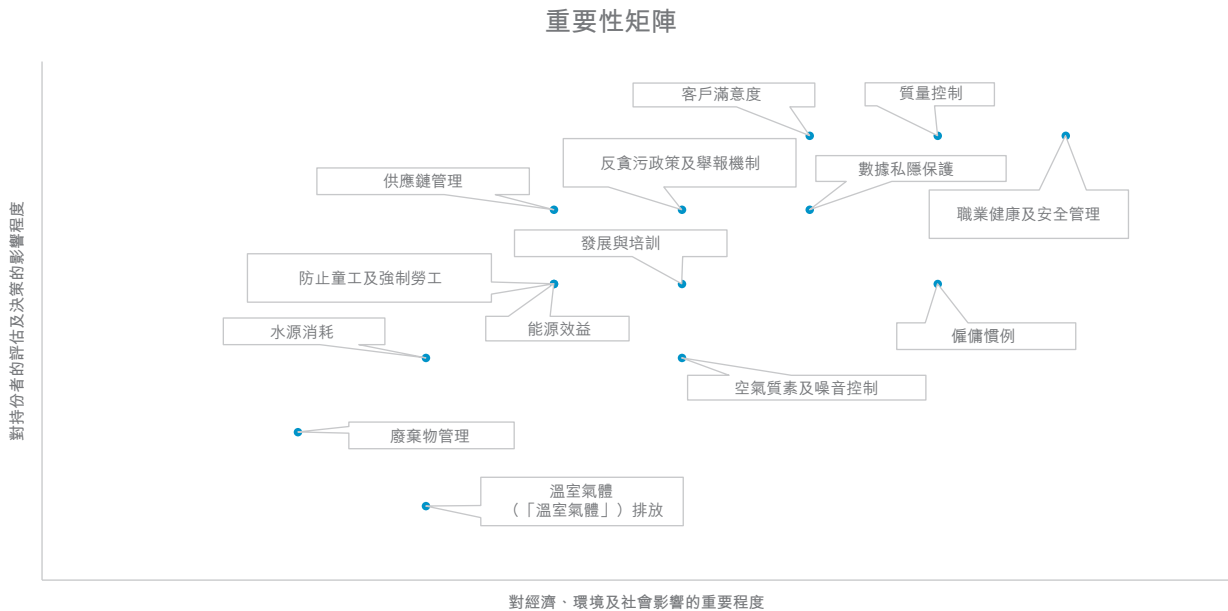 重要性矩陣
客戶滿意度
質量控制
反貪污政策及舉報機制
數據私隱保護
供應鏈管理
職業健康及安全管理
發展與培訓
防止童工及強制勞工
能源效益
水源消耗
僱傭慣例
空氣質素及噪音控制
廢棄物管理
溫室氣體
（「溫室氣體」）排放
對持份者的評估及決策的影響程度
對經濟、環境及社會影響的重要程度